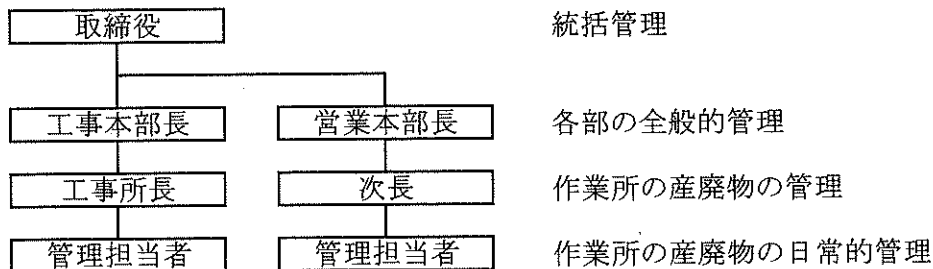 取締役 統括管理
工事本部長 営業本部長 各部の全般的管理
工事所長 次長 作業所の産廃物の管理
管理担当者 管理担当者 作業所の産廃物の日常的管理